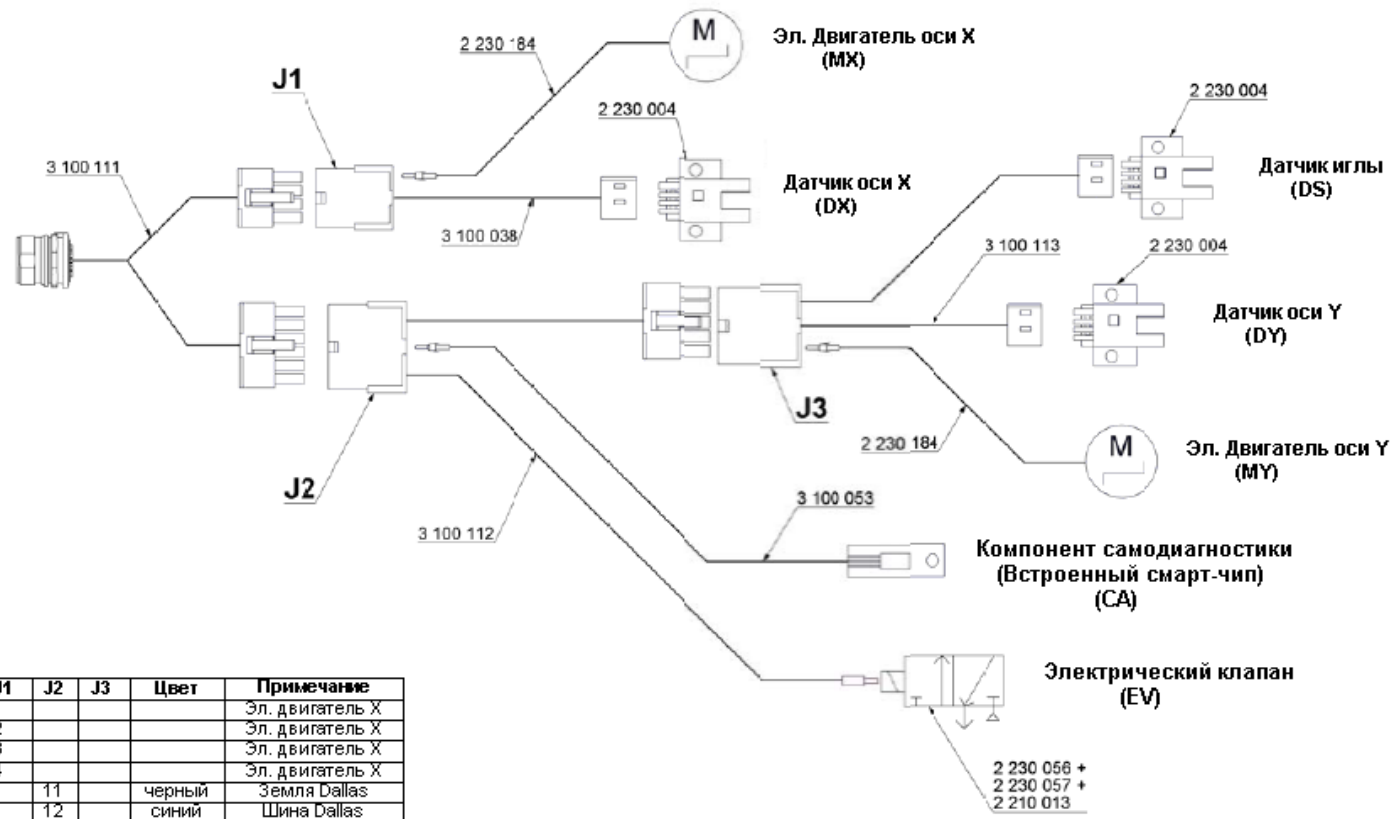 M
Эл. Двигатель оси X
(MX)
2 230 184
J1
2 230 004
2 230 004
3 100 111
Датчик оси X
(DX)
Датчик иглы
(DS)
3 100 038
3 100 113
2 230 004
Датчик оси Y
(DY)
J3
2 230 184
M
Эл. Двигатель оси Y
(MY)
J2
3 100 112
3 100 053
Компонент самодиагностики
(Встроенный смарт-чип)
(CA)
Электрический клапан
(EV)
2 230 056 +
2 230 057 +
2 210 013
J2 J3 Цвет Примечание
Эл. двигатель X
Эл. двигатель X
Эл. двигатель X
Эл. двигатель X
11 черный Земля Dallas
12 синий Шина Dallas